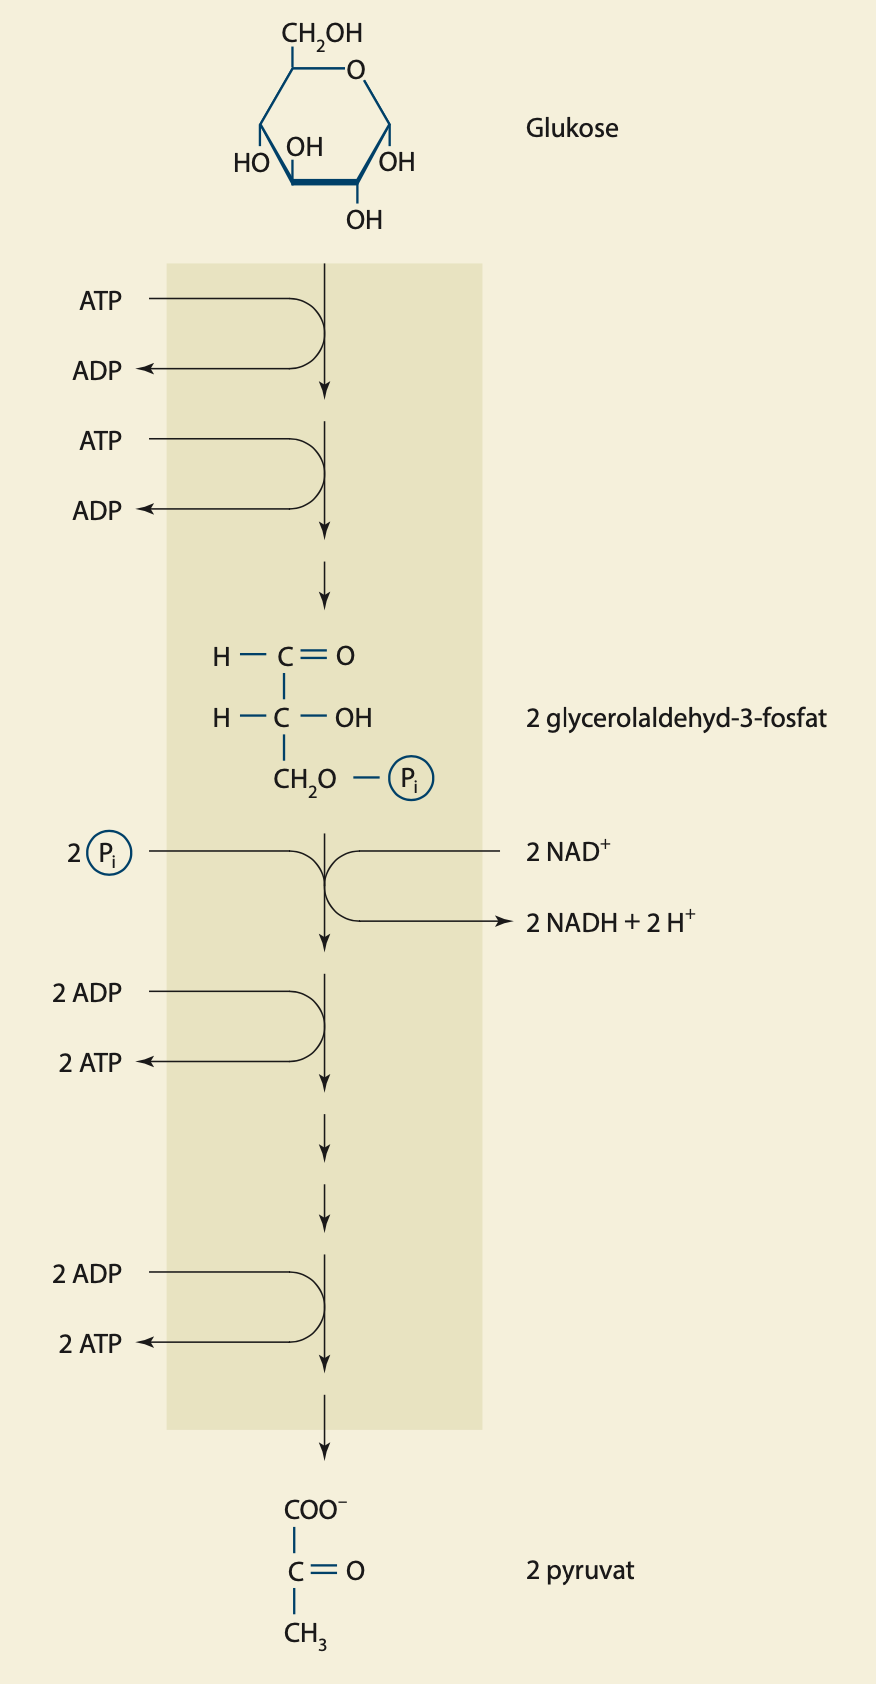 CH₂OH
O
Glukose
OH
HO
OH
OH
ATP
ADP
ATP
ADP
H C O
H C OH
2 glycerolaldehyd-3-fosfat
CH₂O Pᵢ
2 Pᵢ
2 NAD⁺
2 NADH + 2 H⁺
2 ADP
2 ATP
2 ADP
2 ATP
COO⁻
C O
2 pyruvat
CH₃